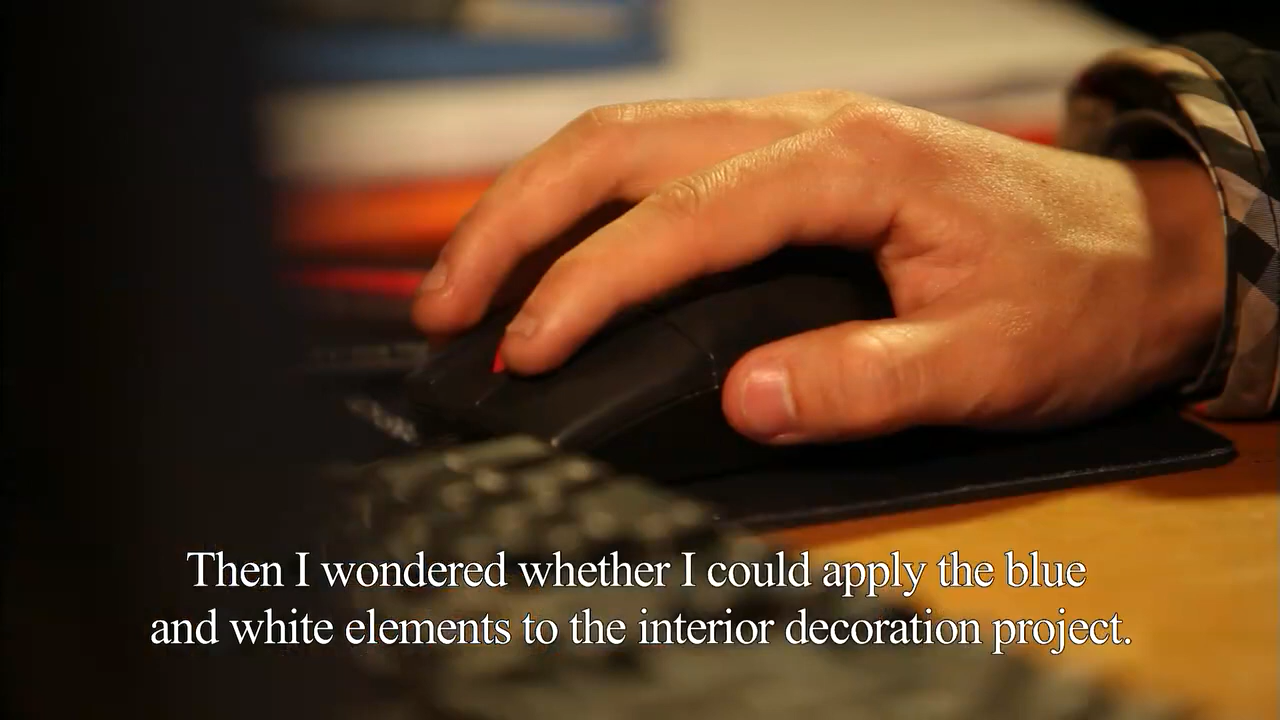 Then I wondered whether I could apply the blue
and white elements to the interior decoration project.